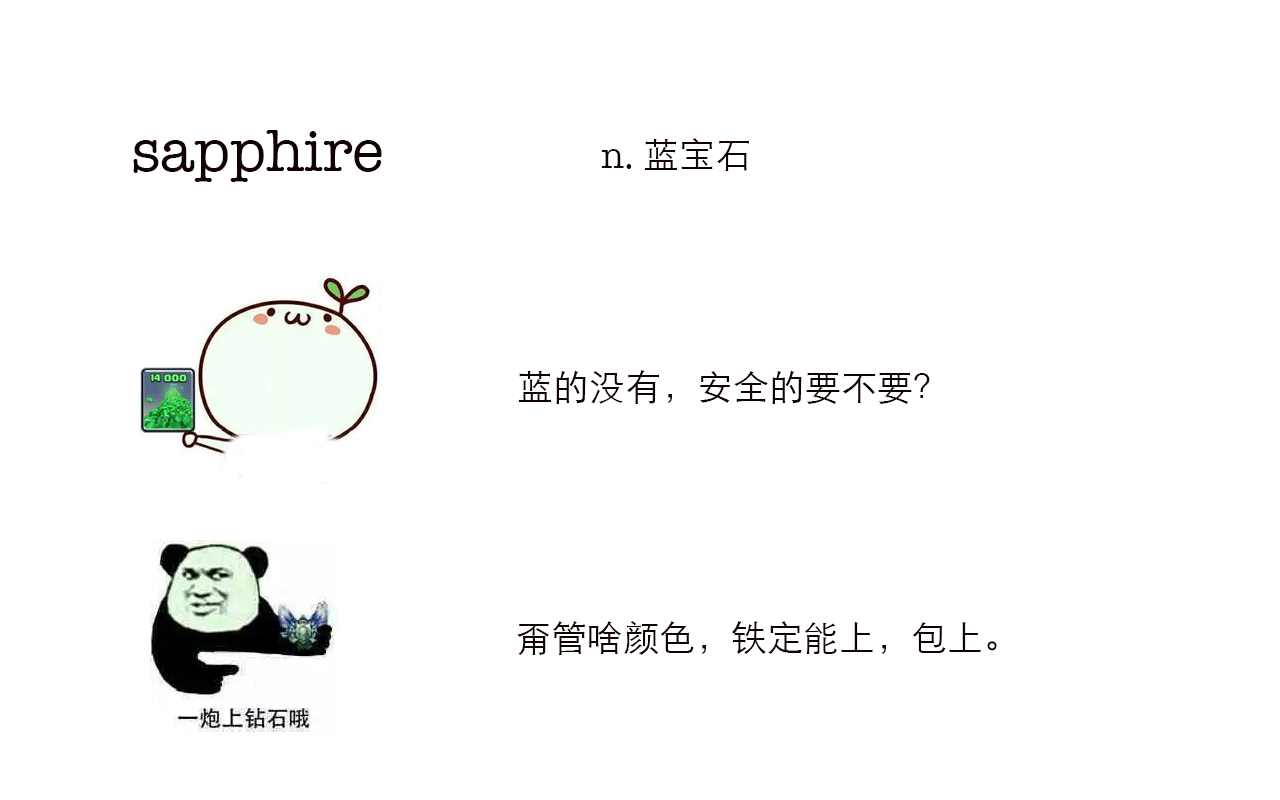 sapphire n. 蓝宝石
14 000
蓝的没有，安全的要不要？
甭管啥颜色，铁定能上，包上。
一炮上钻石哦